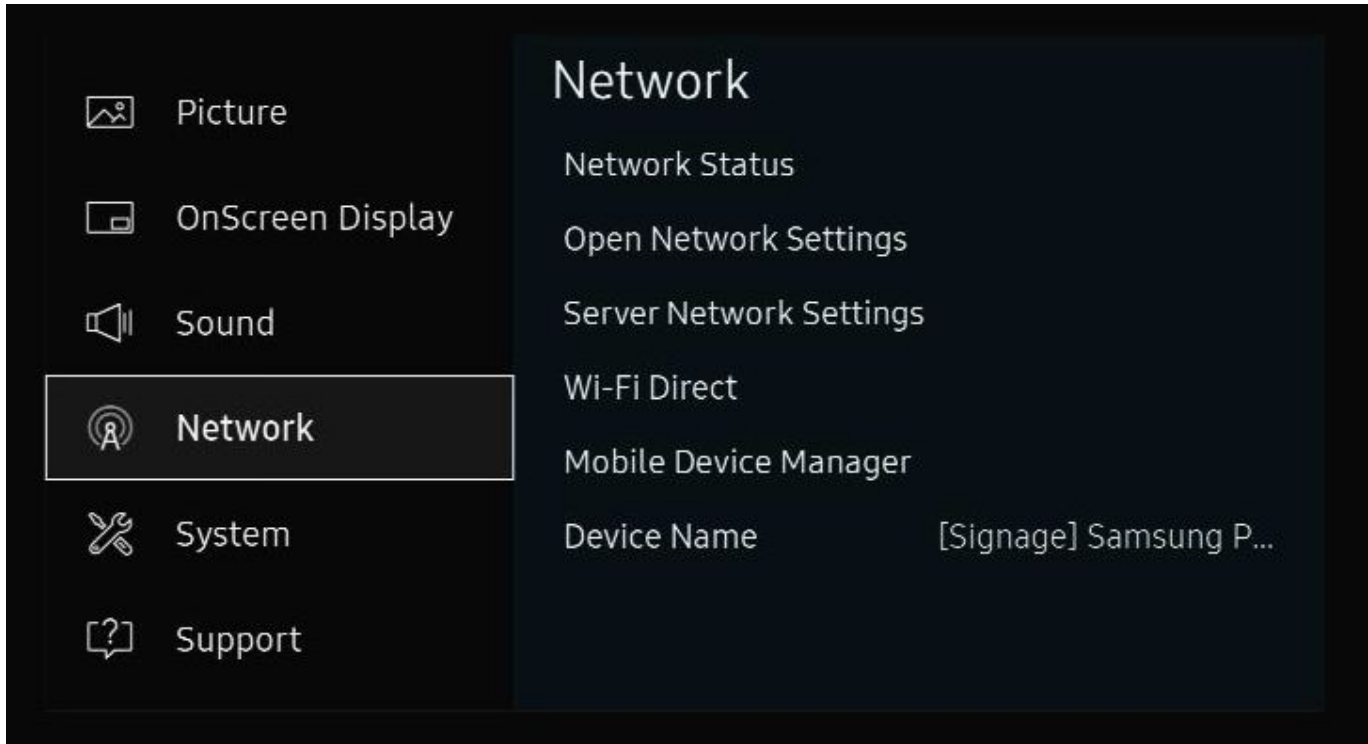 Picture
OnScreen Display
Sound
Network
System
Support
Network
Network Status
Open Network Settings
Server Network Settings
Wi-Fi Direct
Mobile Device Manager
Device Name [Signage] Samsung P...